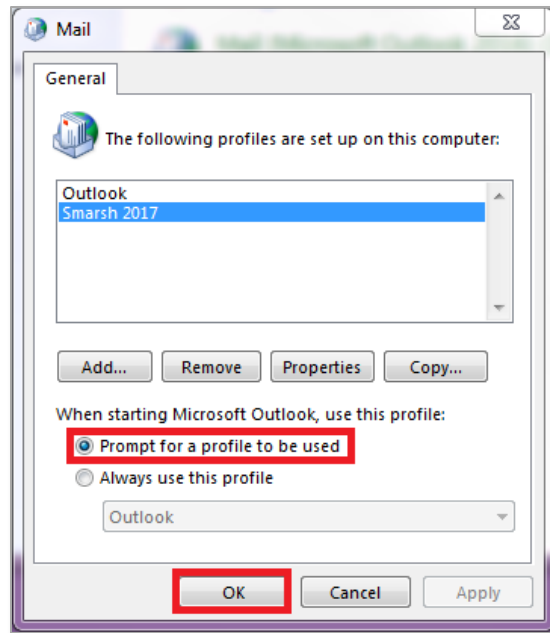 Mail
General
The following profiles are set up on this computer:
Outlook
Smarsh 2017
Add... Remove Properties Copy...
When starting Microsoft Outlook, use this profile:
Prompt for a profile to be used
Always use this profile
Outlook
OK Cancel Apply